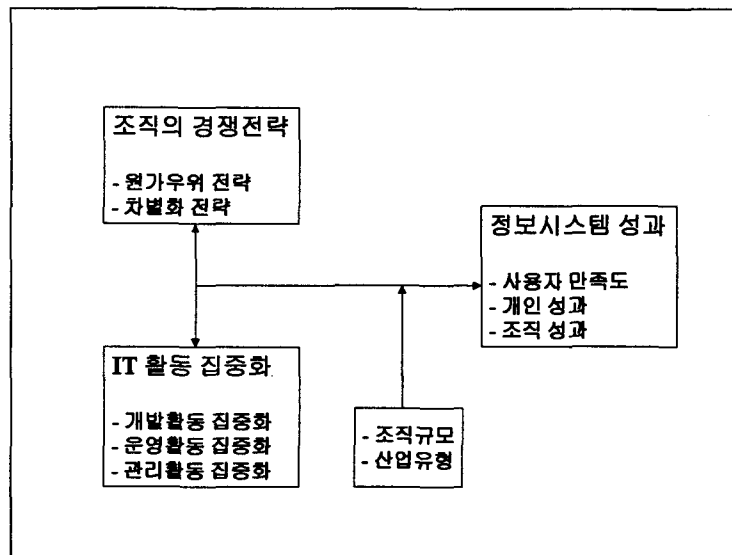 조직의 경쟁전략
- 원가우위 전략
- 차별화 전략
정보시스템 성과
- 사용자 만족도
- 개인 성과
- 조직 성과
IT 활동 집중화
- 개발활동 집중화
- 운영활동 집중화
- 관리활동 집중화
- 조직규모
- 산업유형